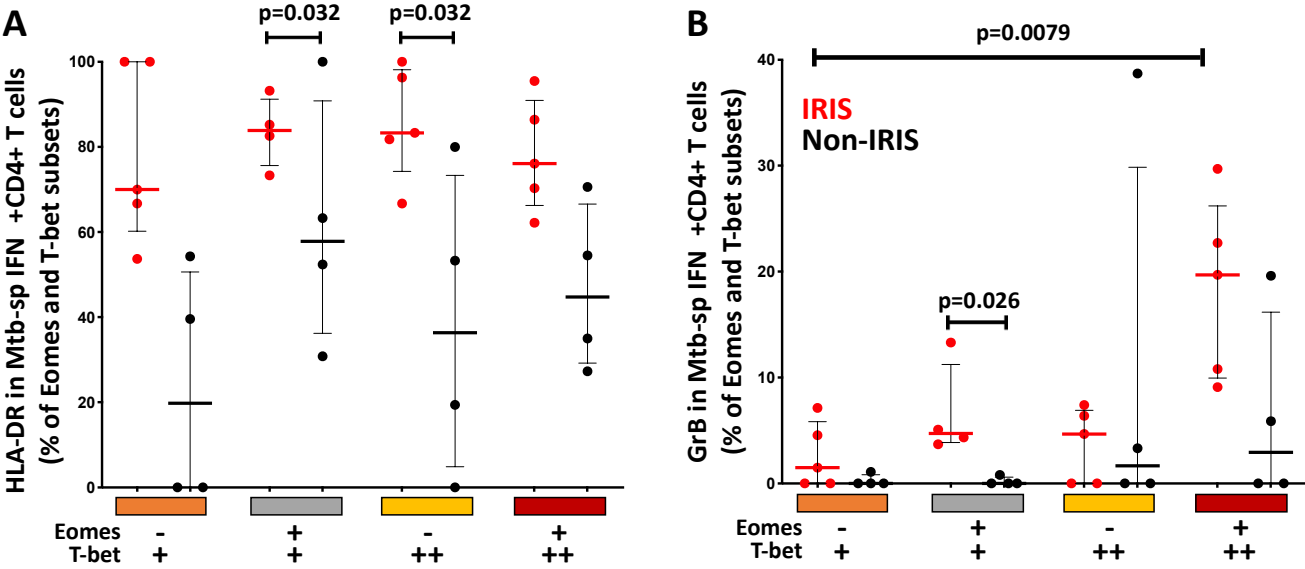 A
p=0.032
p=0.032
HLA-DR in Mtb-sp IFN +CD4+ T cells
(% of Eomes and T-bet subsets)
100
80
60
40
20
0
Eomes - + - +
T-bet + + ++ ++
B
p=0.0079
GrB in Mtb-sp IFN +CD4+ T cells
(% of Eomes and T-bet subsets)
40
30
20
10
0
IRIS
Non-IRIS
p=0.026
Eomes - + - +
T-bet + + ++ ++